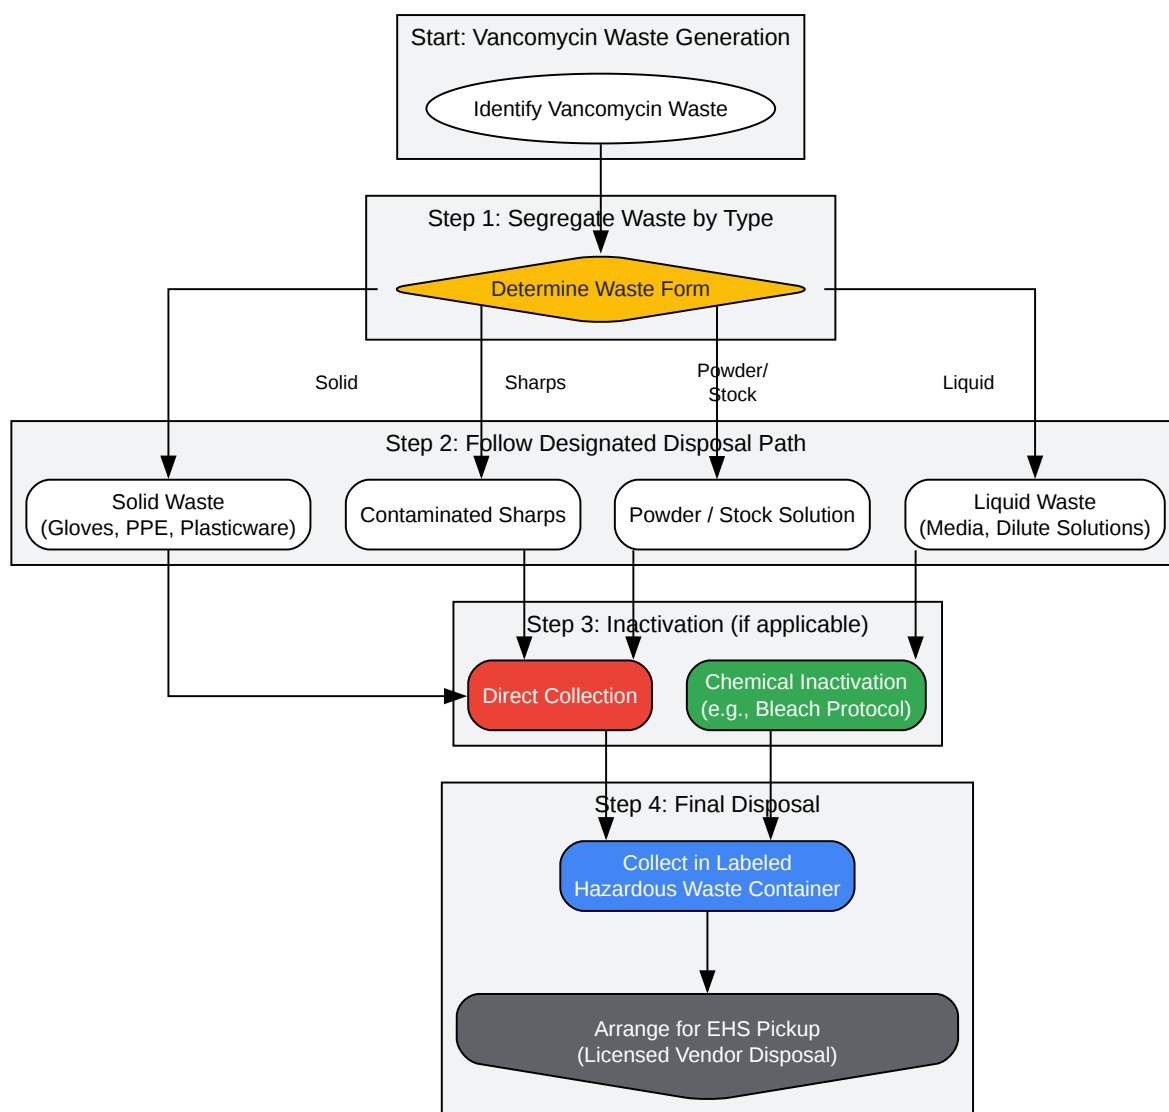 Start: Vancomycin Waste Generation
Identify Vancomycin Waste
Step 1: Segregate Waste by Type
Determine Waste Form
Solid
Sharps
Powder/
Stock
Liquid
Step 2: Follow Designated Disposal Path
Solid Waste
(Gloves, PPE, Plasticware)
Contaminated Sharps
Powder / Stock Solution
Liquid Waste
(Media, Dilute Solutions)
Step 3: Inactivation (if applicable)
Direct Collection
Chemical Inactivation
(e.g., Bleach Protocol)
Step 4: Final Disposal
Collect in Labeled
Hazardous Waste Container
Arrange for EHS Pickup
(Licensed Vendor Disposal)